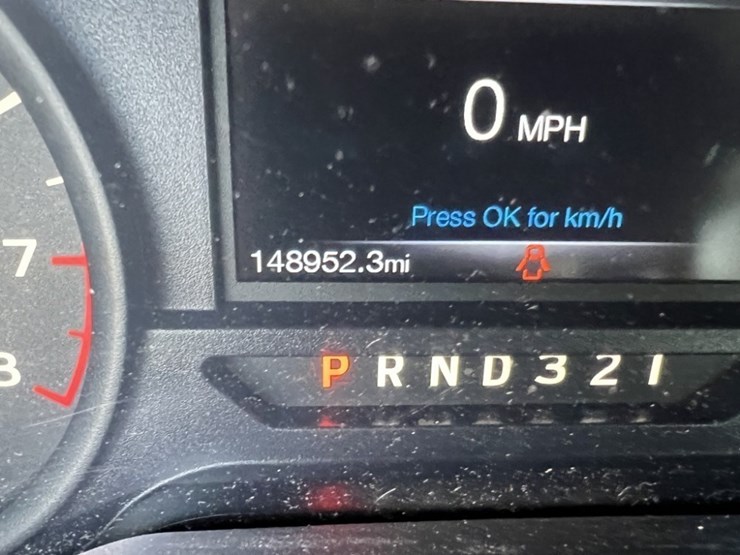 0 MPH
Press OK for km/h
148952.3mi
7
P R N D 3 2 1
8